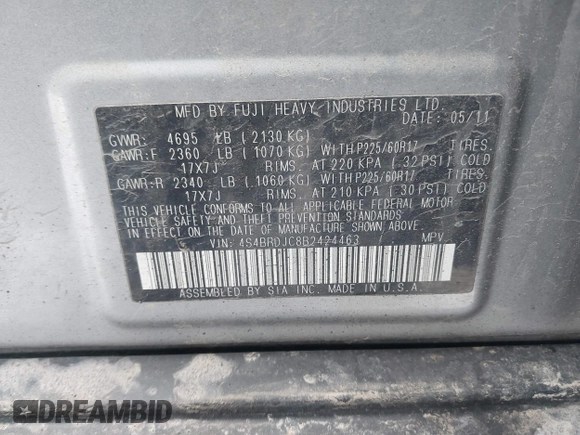 MFD BY FUJI HEAVY INDUSTRIES LTD.
DATE: 05/11
GVWR: 4695 LB (2130 KG)
GAWR:F 2360 LB (1070 KG) WITH P225/60R17 TIRES.
17X7J RIMS. AT 220 KPA (32 PSI) COLD
GAWR:R 2340 LB (1060 KG) WITH P225/60R17 TIRES.
17X7J RIMS. AT 210 KPA (30 PSI) COLD
THIS VEHICLE CONFORMS TO ALL APPLICABLE FEDERAL MOTOR
VEHICLE SAFETY AND THEFT PREVENTION STANDARDS
IN EFFECT ON THE DATE OF MANUFACTURE SHOWN ABOVE.
VIN: 4S4BRDJC8B2424463 MPV
ASSEMBLED BY SIA INC. MADE IN U.S.A.
DREAMBID